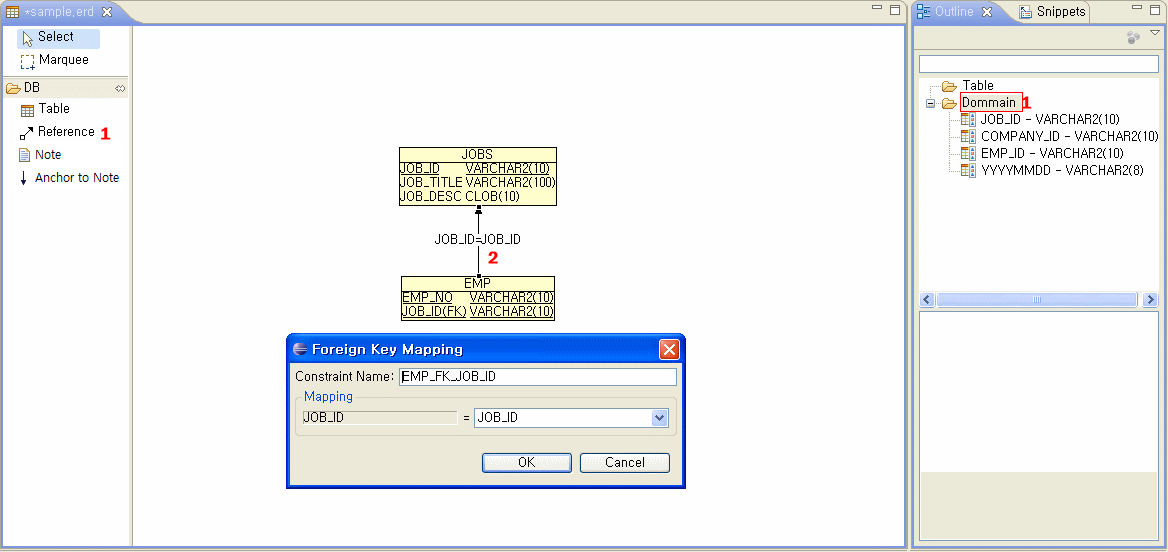 *sample.erd
Select
Marquee
DB
Table
Reference 1
Note
Anchor to Note
JOBS
JOB_ID VARCHAR2(10)
JOB_TITLE VARCHAR2(100)
JOB_DESC CLOB(10)
JOB_ID=JOB_ID
2
EMP
EMP_NO VARCHAR2(10)
JOB_ID(FK) VARCHAR2(10)
Foreign Key Mapping
Constraint Name: EMP_FK_JOB_ID
Mapping
JOB_ID = JOB_ID
OK Cancel
Outline Snippets
Table
Dommain 1
JOB_ID - VARCHAR2(10)
COMPANY_ID - VARCHAR2(10)
EMP_ID - VARCHAR2(10)
YYYYMMDD - VARCHAR2(8)